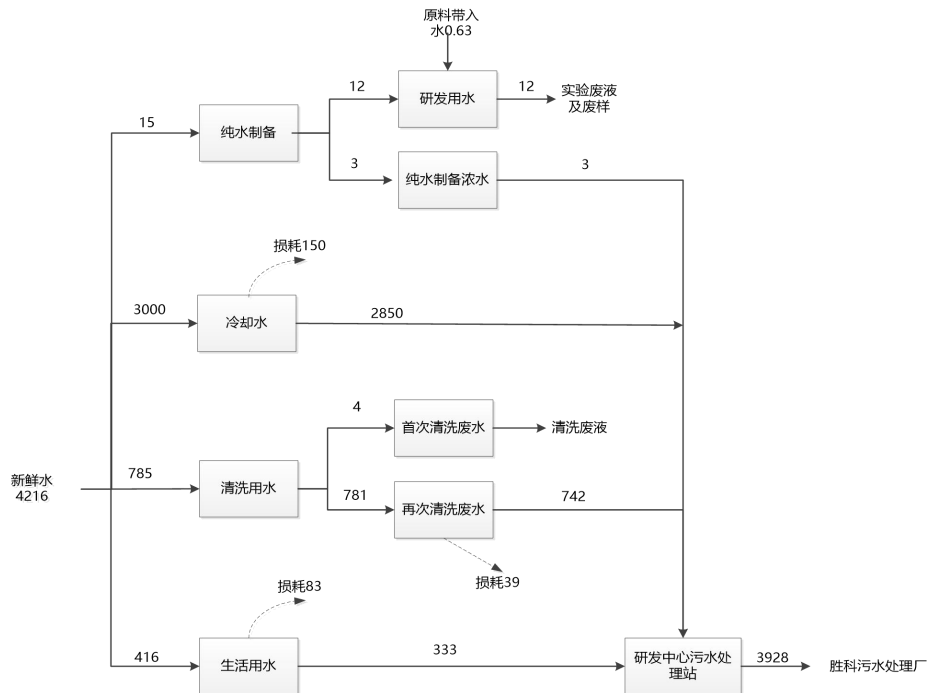 原料带入
水0.63
12
研发用水
12
实验废液
及废样
15
纯水制备
3
纯水制备浓水
3
损耗150
3000
冷却水
2850
4
首次清洗废水
清洗废液
新鲜水
4216
785
清洗用水
781
再次清洗废水
742
损耗39
损耗83
416
生活用水
333
研发中心污水处
理站
3928
胜科污水处理厂